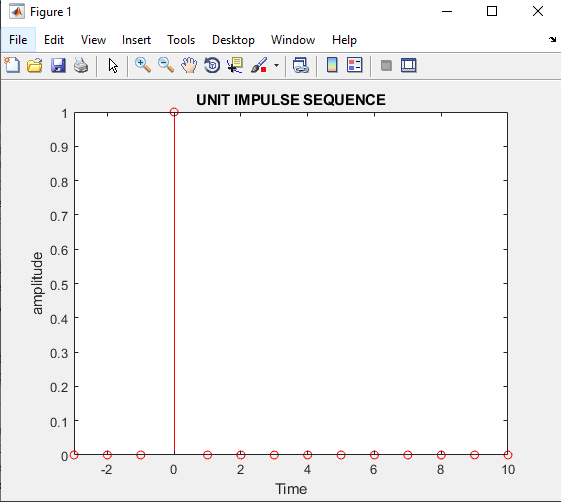 Figure 1
File Edit View Insert Tools Desktop Window Help
UNIT IMPULSE SEQUENCE
1
0.9
0.8
0.7
0.6
0.5
0.4
0.3
0.2
0.1
0
amplitude
-2 0 2 4 6 8 10
Time